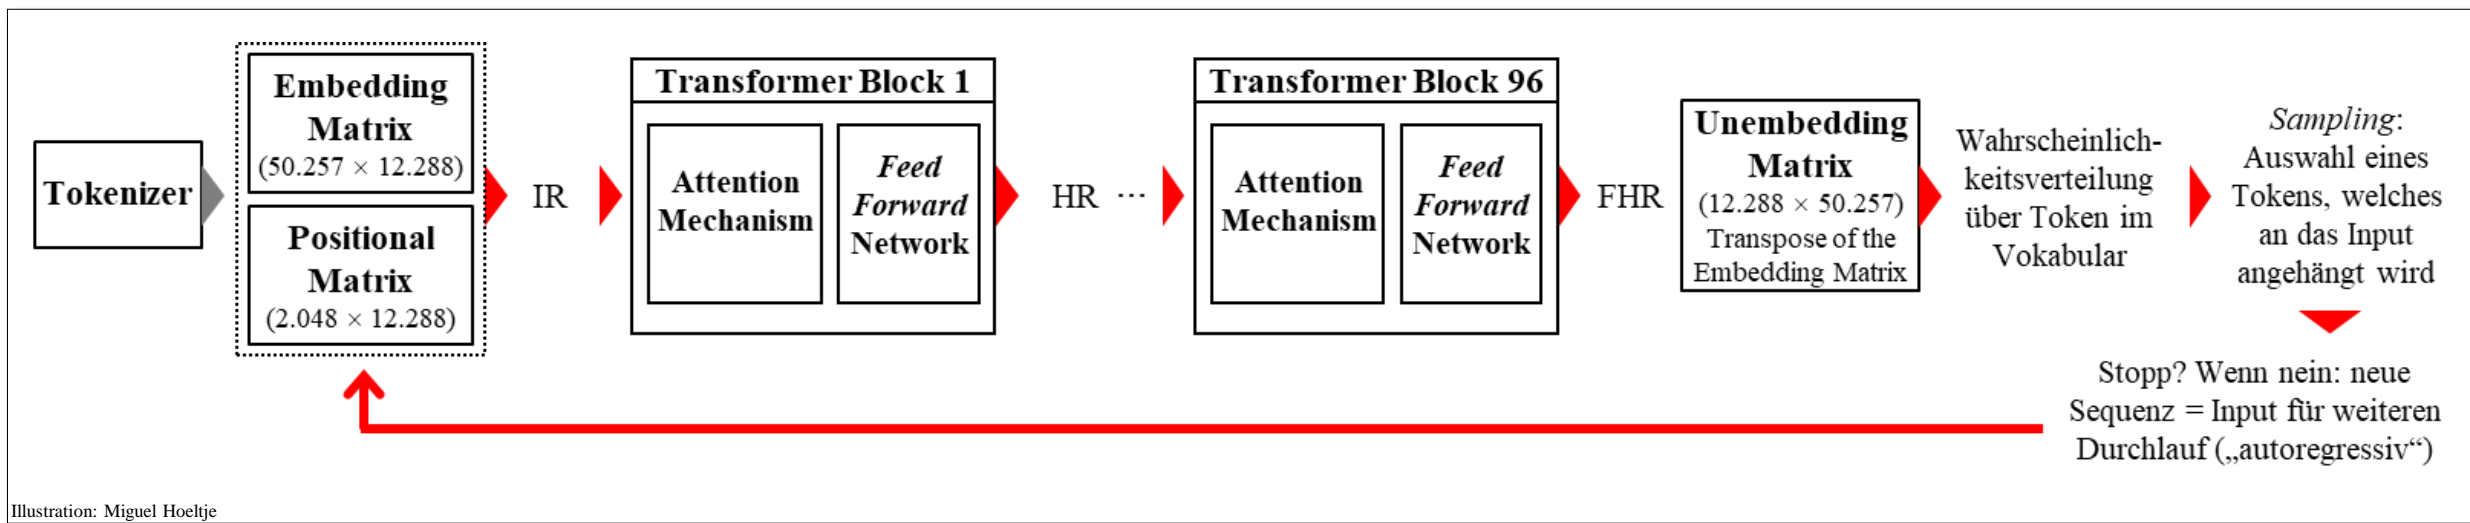 Tokenizer
Embedding
Matrix
(50.257 × 12.288)
Positional
Matrix
(2.048 × 12.288)
IR
Transformer Block 1
Attention
Mechanism
Feed
Forward
Network
HR ···
Transformer Block 96
Attention
Mechanism
Feed
Forward
Network
FHR
Unembedding
Matrix
(12.288 × 50.257)
Transpose of the
Embedding Matrix
Wahrscheinlich-
keitsverteilung
über Token im
Vokabular
Sampling:
Auswahl eines
Tokens, welches
an das Input
angehängt wird
Stopp? Wenn nein: neue
Sequenz = Input für weiteren
Durchlauf („autoregressiv“)
Illustration: Miguel Hoeltje